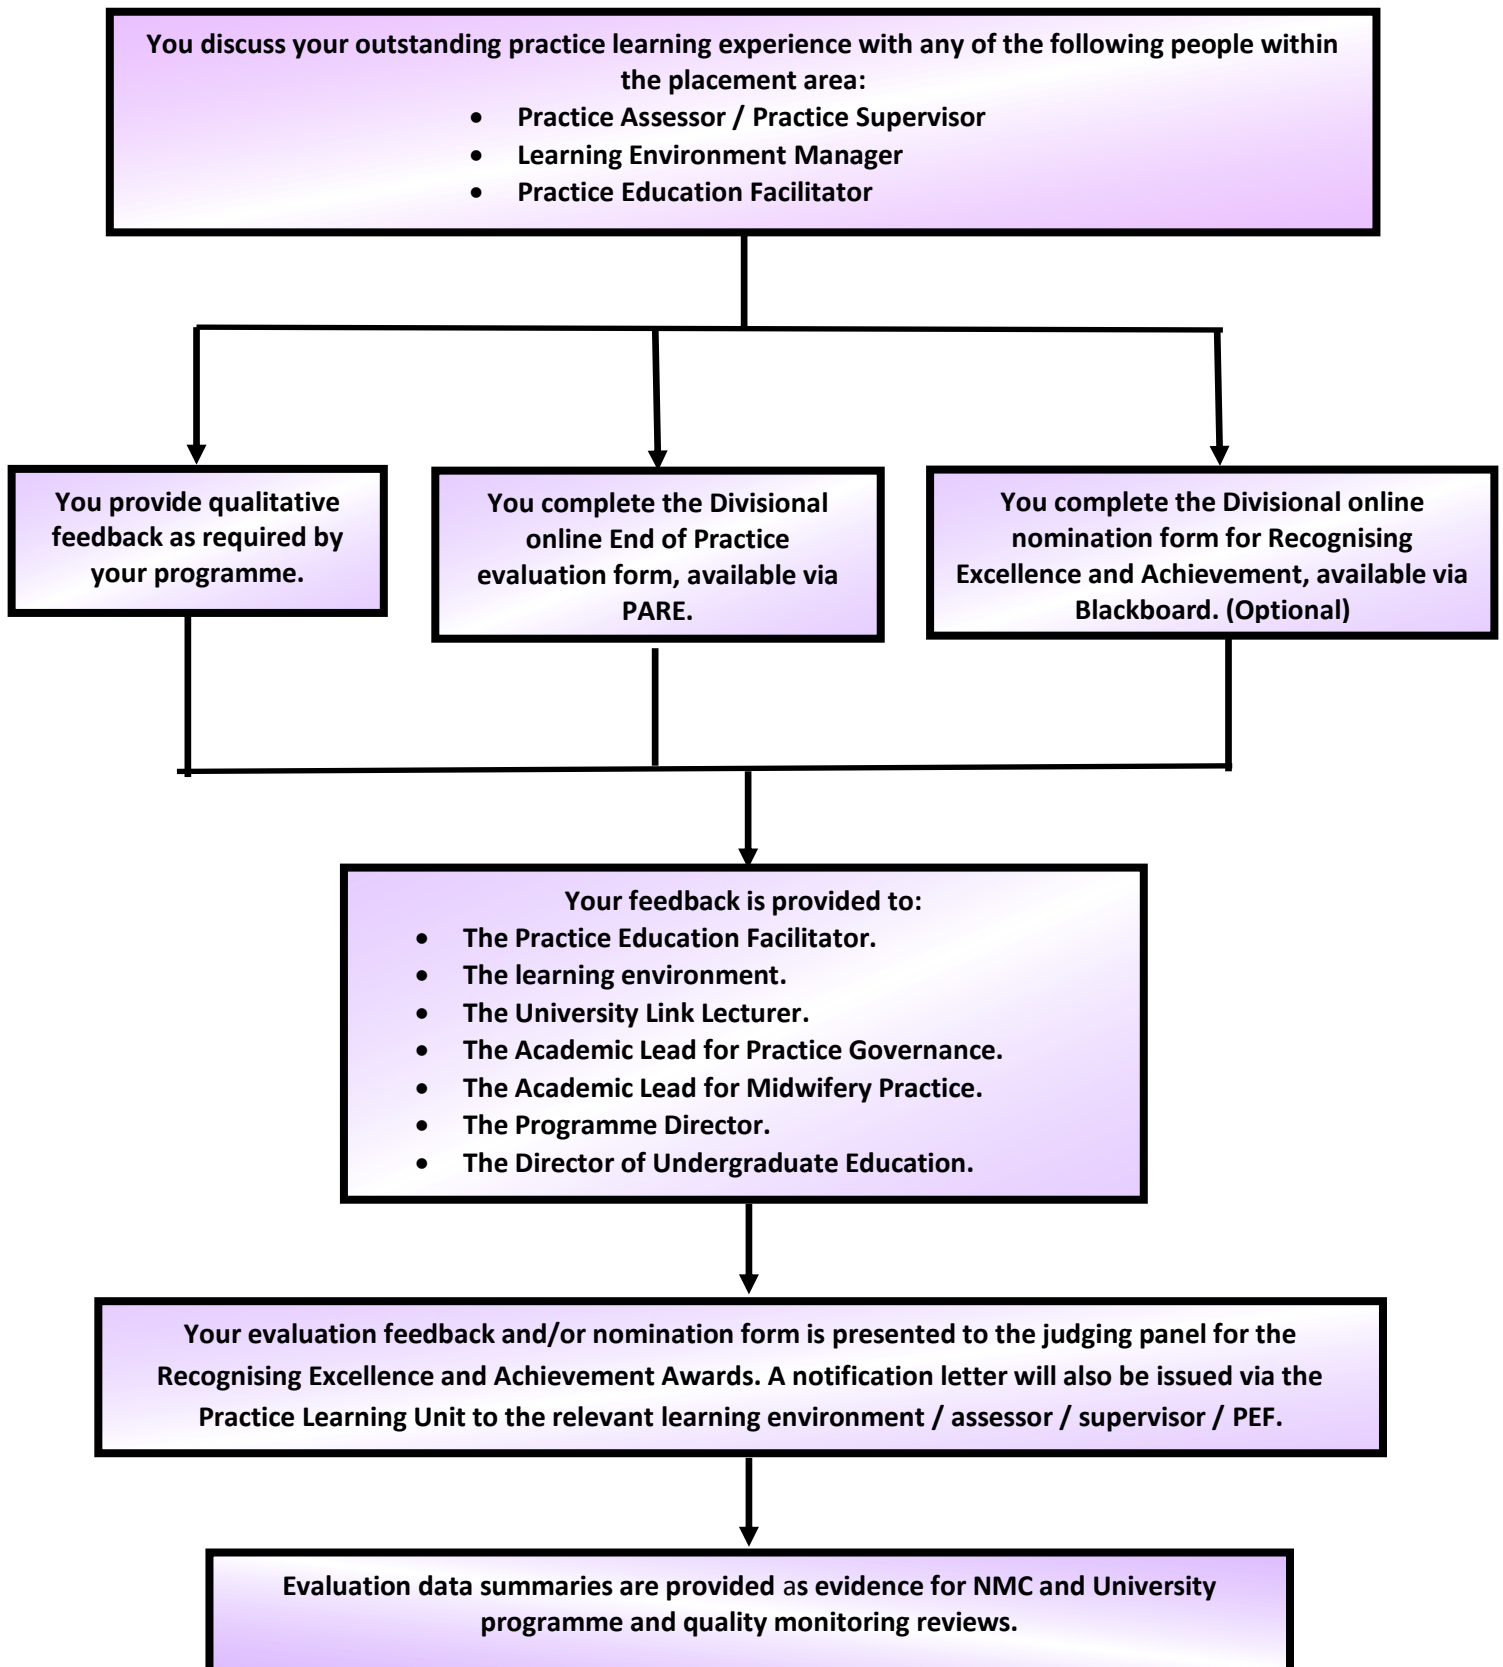 You discuss your outstanding practice learning experience with any of the following people within
the placement area:
• Practice Assessor / Practice Supervisor
• Learning Environment Manager
• Practice Education Facilitator
You provide qualitative
feedback as required by
your programme.
You complete the Divisional
online End of Practice
evaluation form, available via
PARE.
You complete the Divisional online
nomination form for Recognising
Excellence and Achievement, available via
Blackboard. (Optional)
Your feedback is provided to:
• The Practice Education Facilitator.
• The learning environment.
• The University Link Lecturer.
• The Academic Lead for Practice Governance.
• The Academic Lead for Midwifery Practice.
• The Programme Director.
• The Director of Undergraduate Education.
Your evaluation feedback and/or nomination form is presented to the judging panel for the
Recognising Excellence and Achievement Awards. A notification letter will also be issued via the
Practice Learning Unit to the relevant learning environment / assessor / supervisor / PEF.
Evaluation data summaries are provided as evidence for NMC and University
programme and quality monitoring reviews.